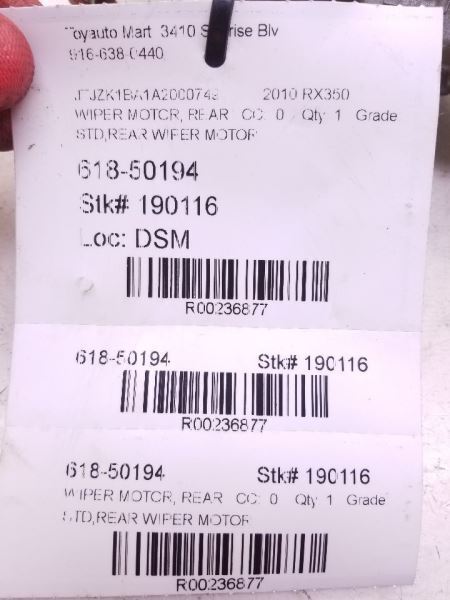 Toyauto Mart 3410 Sunrise Blv
916-638-0440
2010 RX350
WIPER MOTOR, REAR CC: 0 Qty: 1 Grade
STD,REAR WIPER MOTOR
618-50194
Stk# 190116
Loc: DSM
R00236877
618-50194 Stk# 190116
R00236877
618-50194 Stk# 190116
WIPER MOTOR, REAR CC: 0 Qty: 1 Grade
STD,REAR WIPER MOTOR
R00236877